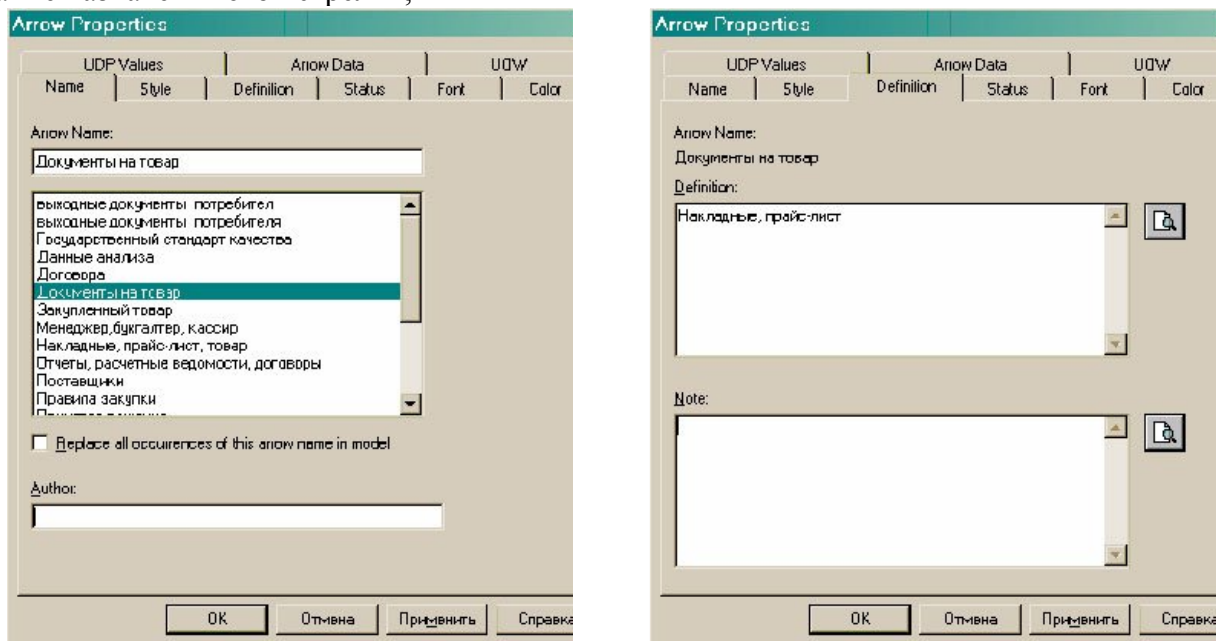 Arrow Properties
UDP Values Arrow Data UOW
Name Style Definition Status Font Color
Arrow Name:
Документы на товар
выходные документы потребител
выходные документы потребителя
Государственный стандарт качества
Данные анализа
Договора
Документы на товар
Закупленный товар
Менеджер,бухгалтер, кассир
Накладные, прайс-лист, товар
Отчеты, расчетные ведомости, договоры
Поставщики
Правила закупки
Replace all occurrences of this arrow name in model
Author:
OK Отмена Применить Справка
Arrow Properties
UDP Values Arrow Data UOW
Name Style Definition Status Font Color
Arrow Name:
Документы на товар
Definition:
Накладные, прайс-лист
Note:
OK Отмена Применить Справка